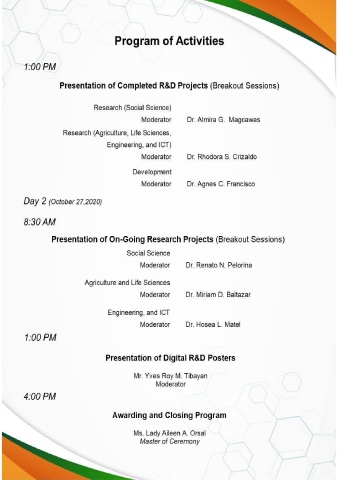 Program of Activities
1:00 PM
Presentation of Completed R&D Projects (Breakout Sessions)
Research (Social Science)
Moderator Dr. Almira G. Magcawas
Research (Agriculture, Life Sciences,
Engineering, and ICT)
Moderator Dr. Rhodora S. Crizaldo
Development
Moderator Dr. Agnes C. Francisco
Day 2 (October 27,2020)
8:30 AM
Presentation of On-Going Research Projects (Breakout Sessions)
Social Science
Moderator Dr. Renato N. Pelorina
Agriculture and Life Sciences
Moderator Dr. Miriam D. Baltazar
Engineering, and ICT
Moderator Dr. Hosea L. Matel
1:00 PM
Presentation of Digital R&D Posters
Mr. Yves Roy M. Tibayan
Moderator
4:00 PM
Awarding and Closing Program
Ms. Lady Aileen A. Orsal
Master of Ceremony